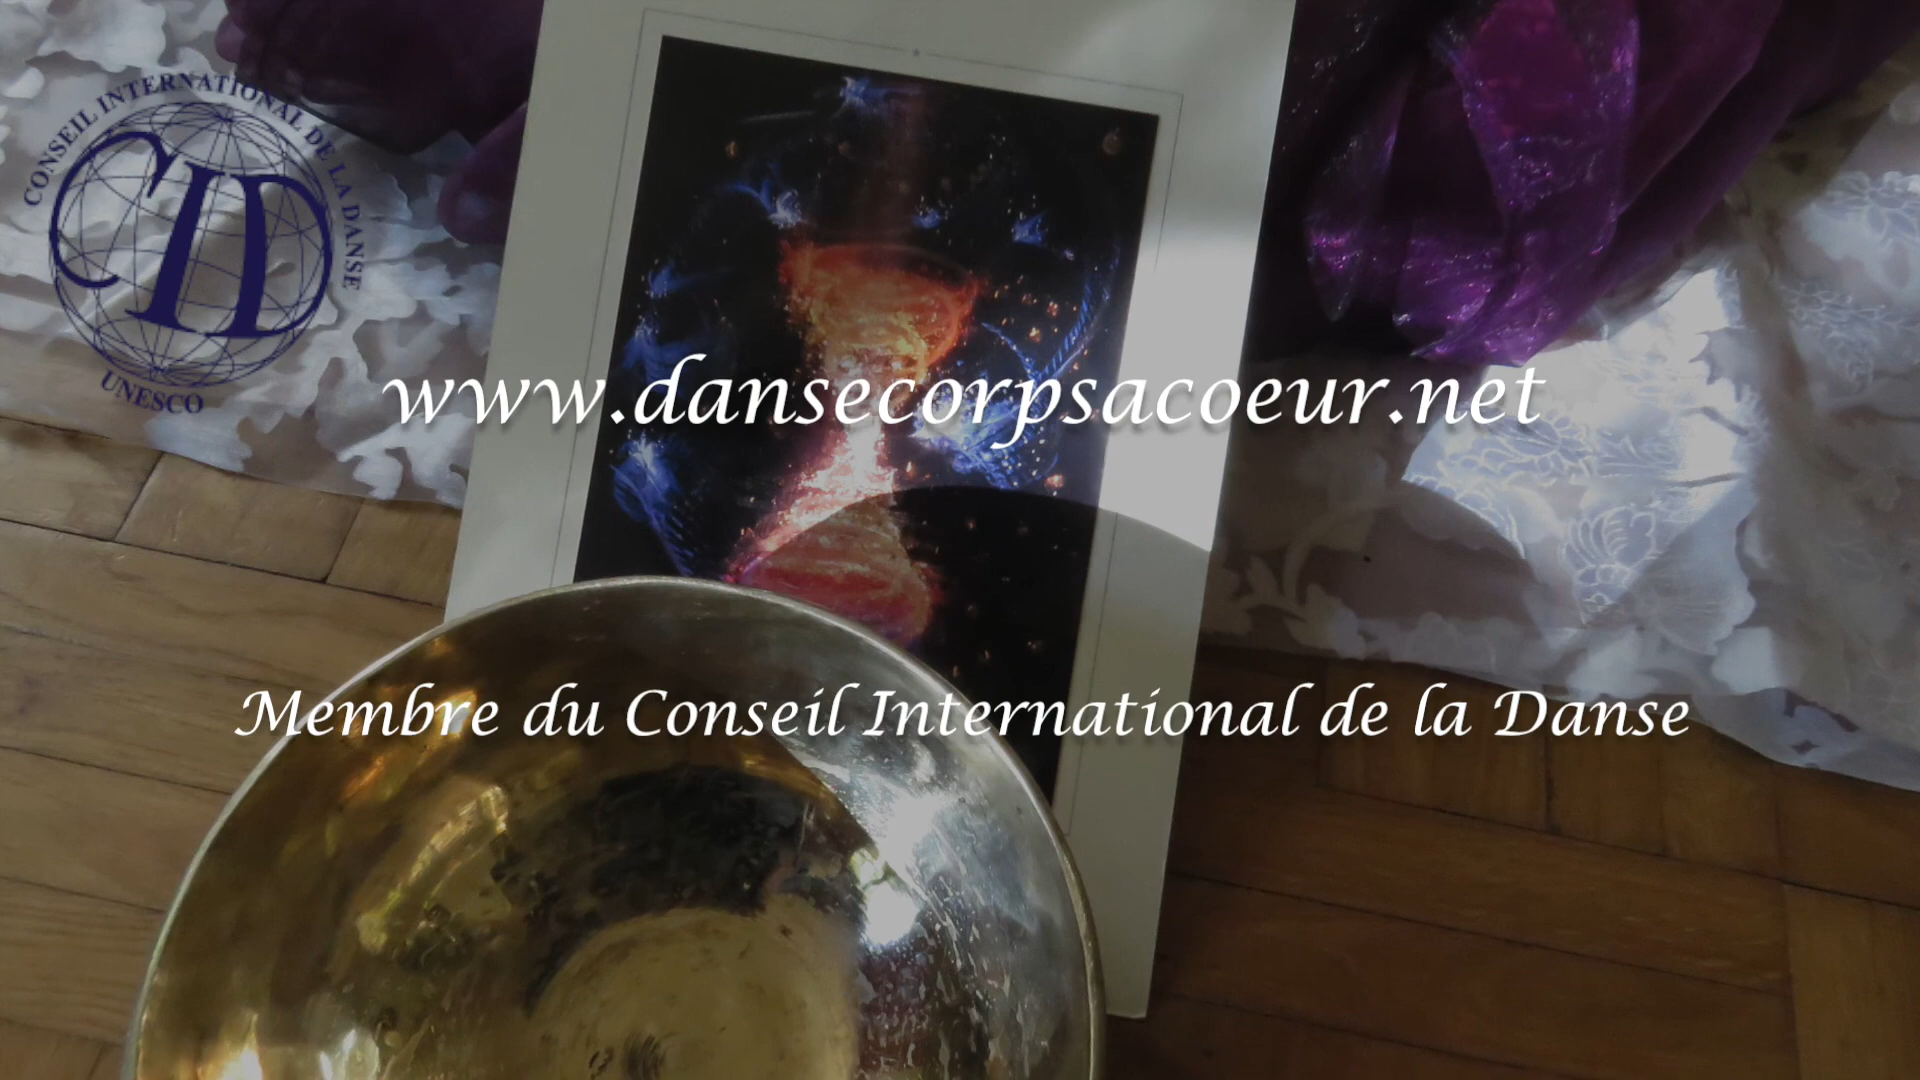 CONSEIL INTERNATIONAL DE LA DANSE
CID
UNESCO
www.dansecorpsacoeur.net
Membre du Conseil International de la Danse